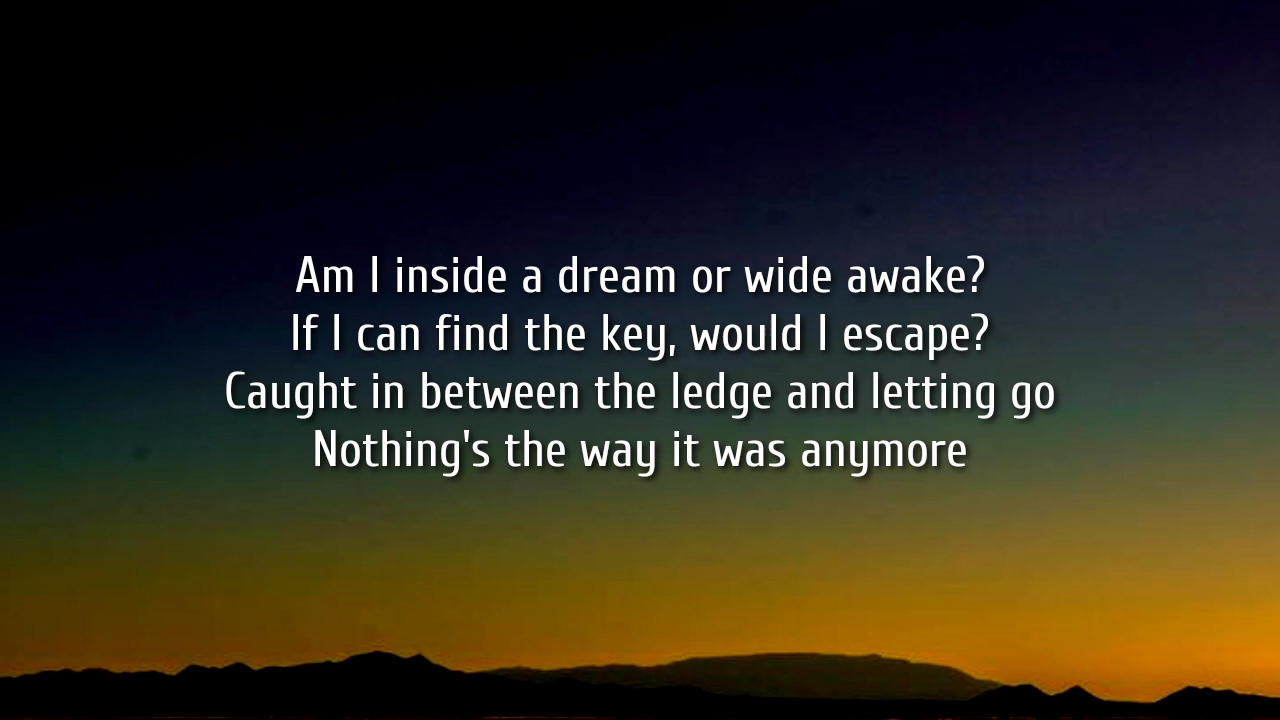 Am I inside a dream or wide awake?
If I can find the key, would I escape?
Caught in between the ledge and letting go
Nothing's the way it was anymore